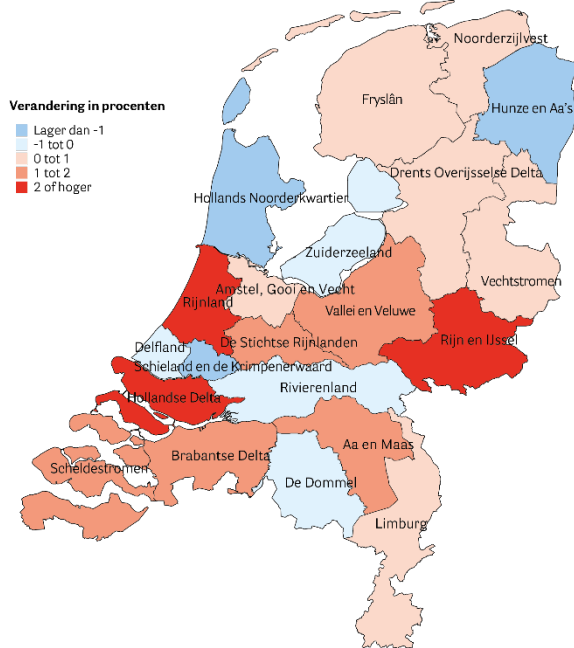 Verandering in procenten
Lager dan -1
-1 tot 0
0 tot 1
1 tot 2
2 of hoger
Noorderzijlvest
Fryslân
Hunze en Aa's
Drents Overijsselse Delta
Hollands Noorderkwartier
Zuiderzeeland
Vechtstromen
Amstel, Gooi en Vecht
Rijnland
Vallei en Veluwe
Rijn en IJssel
De Stichtse Rijnlanden
Delfland
Schieland en de Krimpenerwaard
Rivierenland
Hollandse Delta
Aa en Maas
Brabantse Delta
Scheldestromen
De Dommel
Limburg